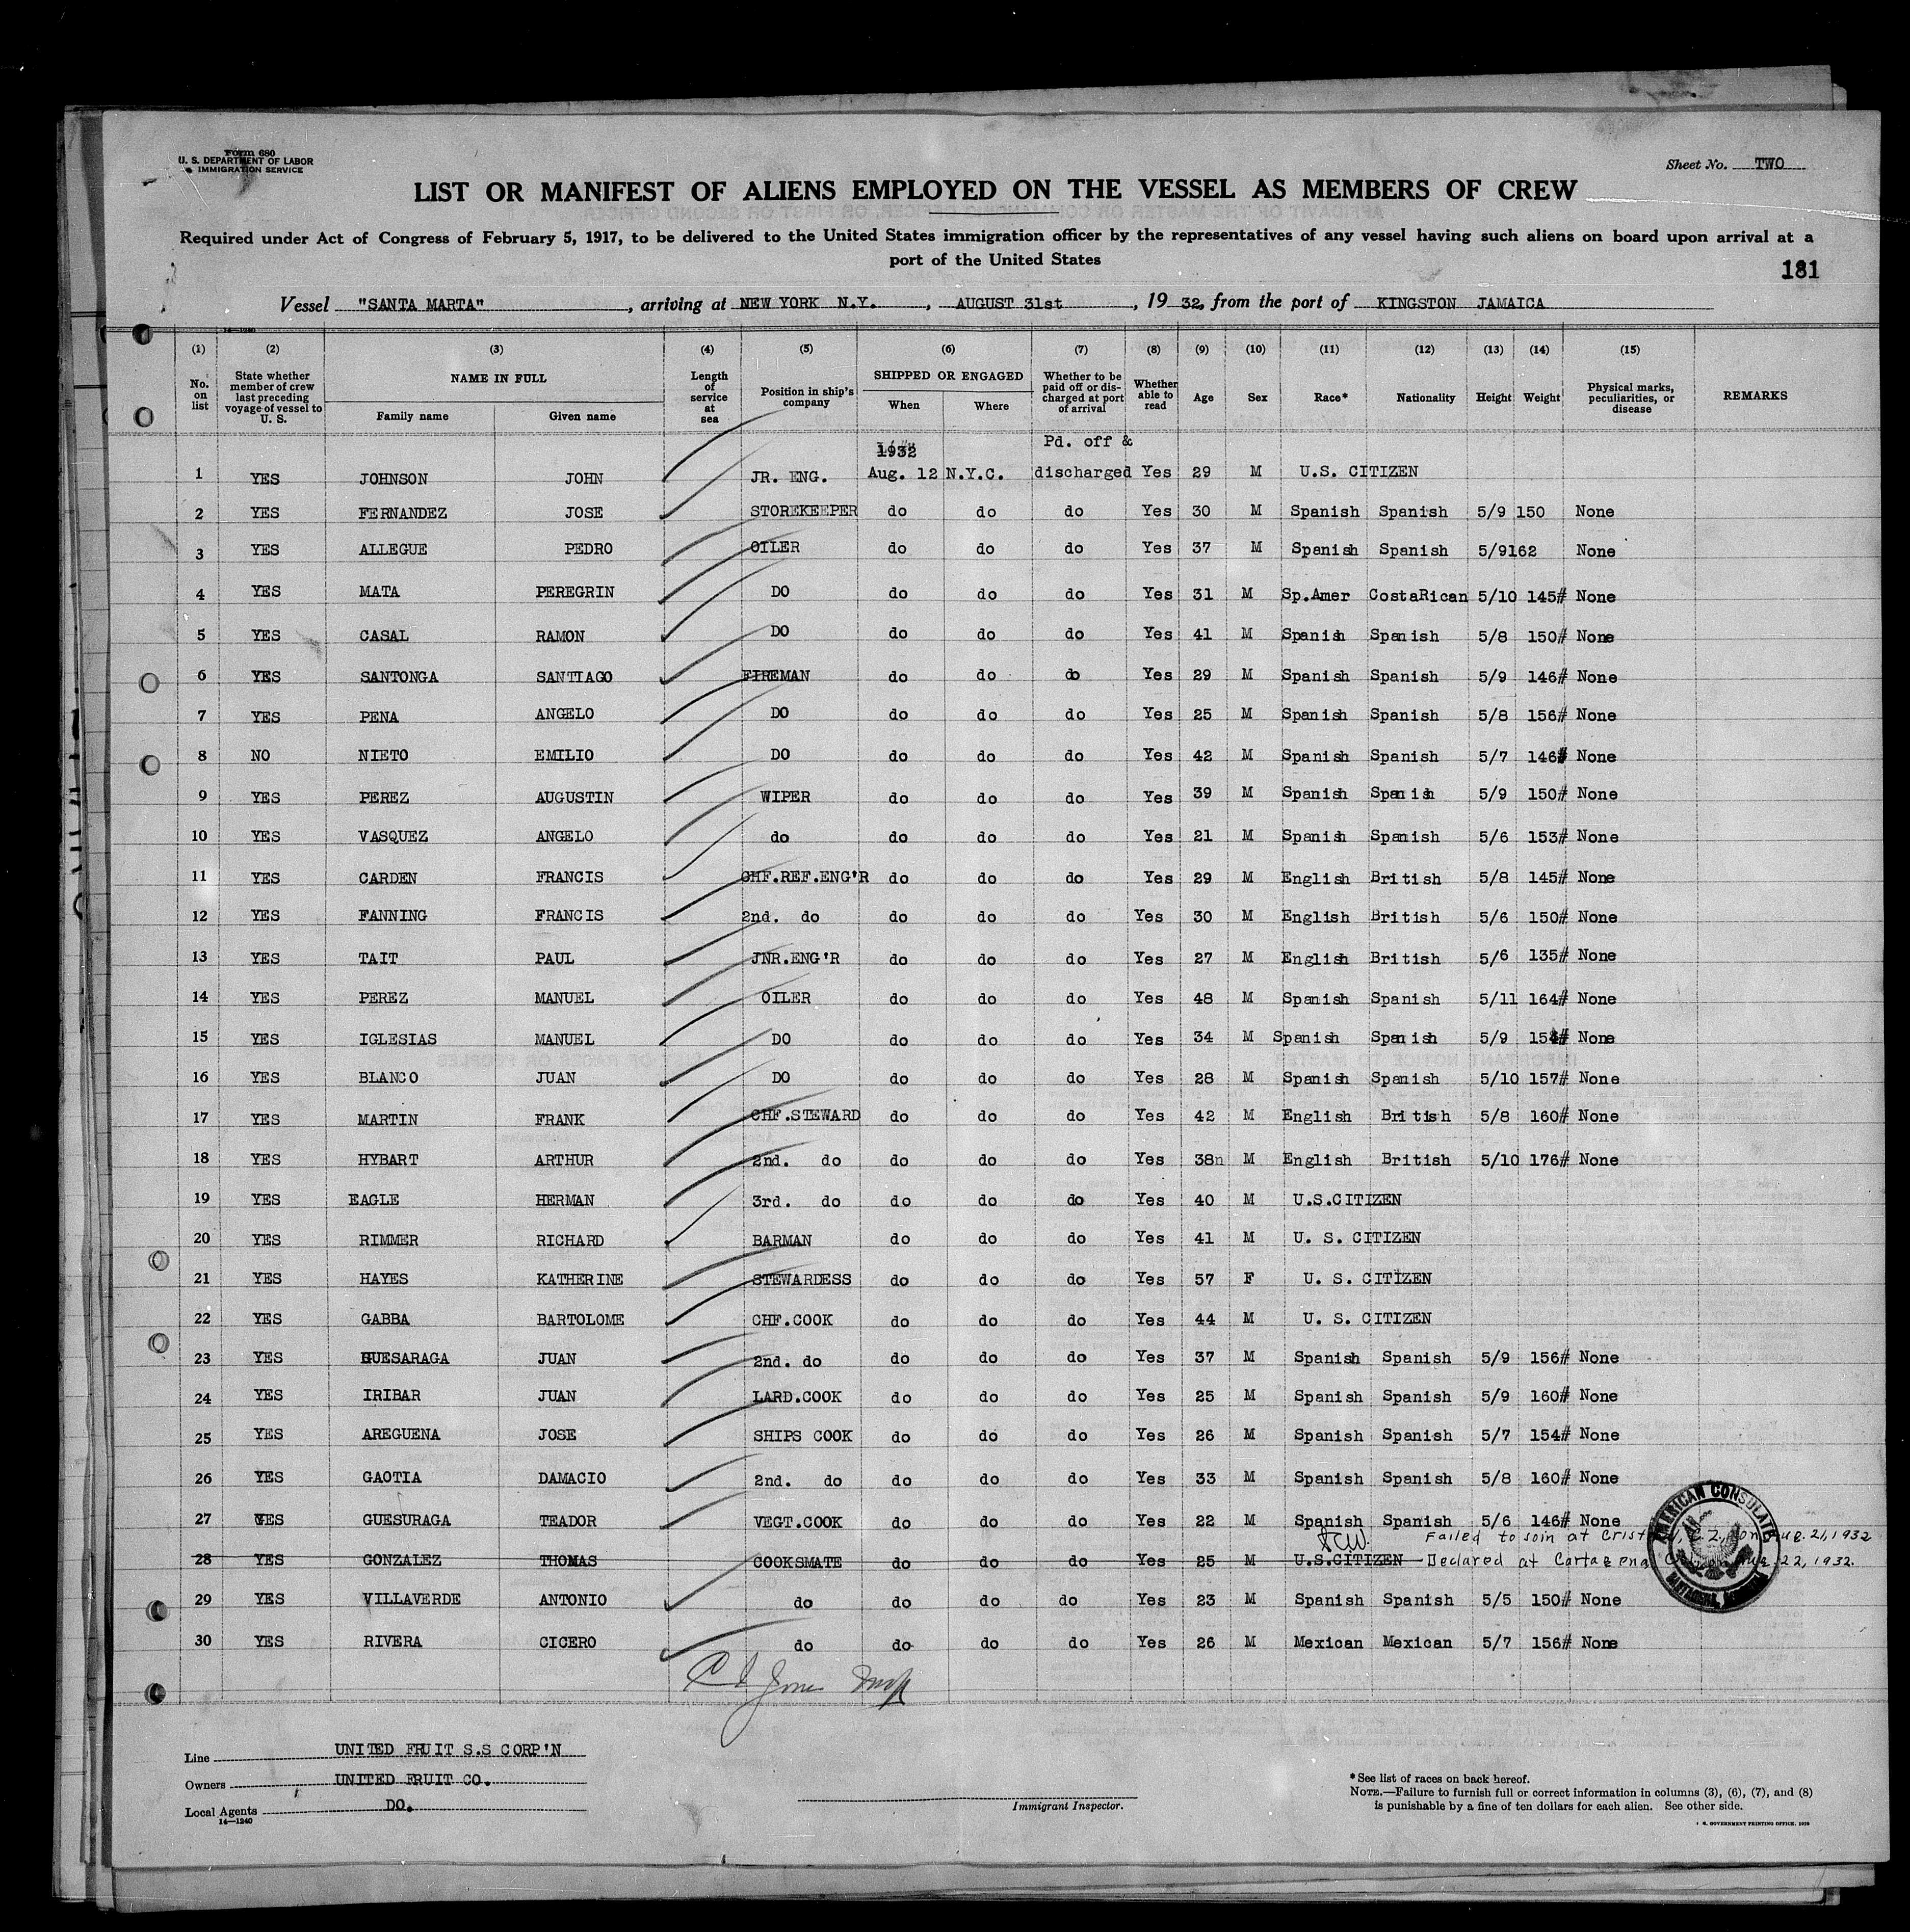 Form 680
U. S. DEPARTMENT OF LABOR
IMMIGRATION SERVICE
Sheet No. TWO
LIST OR MANIFEST OF ALIENS EMPLOYED ON THE VESSEL AS MEMBERS OF CREW
Required under Act of Congress of February 5, 1917, to be delivered to the United States immigration officer by the representatives of any vessel having such aliens on board upon arrival at a
port of the United States
181
Vessel "SANTA MARTA", arriving at NEW YORK N.Y., AUGUST 31st, 19 32, from the port of KINGSTON JAMAICA
14—1240
(1) (2) (3) (4) (5) (6) (7) (8) (9) (10) (11) (12) (13) (14) (15)
No. on list State whether member of crew last preceding voyage of vessel to U. S. NAME IN FULL Family name Given name Length of service at sea Position in ship's company SHIPPED OR ENGAGED When Where Whether to be paid off or discharged at port of arrival Whether able to read Age Sex Race* Nationality Height Weight Physical marks, peculiarities, or disease REMARKS
1932 Pd. off &
1 YES JOHNSON JOHN JR. ENG. Aug. 12 N.Y.C. discharged Yes 29 M U.S. CITIZEN
2 YES FERNANDEZ JOSE STOREKEEPER do do do Yes 30 M Spanish Spanish 5/9 150 None
3 YES ALLEGUE PEDRO OILER do do do Yes 37 M Spanish Spanish 5/9 162 None
4 YES MATA PEREGRIN DO do do do Yes 31 M Sp.Amer CostaRican 5/10 145# None
5 YES CASAL RAMON DO do do do Yes 41 M Spanish Spanish 5/8 150# None
6 YES SANTONGA SANTIAGO FIREMAN do do do Yes 29 M Spanish Spanish 5/9 146# None
7 YES PENA ANGELO DO do do do Yes 25 M Spanish Spanish 5/8 156# None
8 NO NIETO EMILIO DO do do do Yes 42 M Spanish Spanish 5/7 146# None
9 YES PEREZ AUGUSTIN WIPER do do do Yes 39 M Spanish Spanish 5/9 150# None
10 YES VASQUEZ ANGELO do do do do Yes 21 M Spanish Spanish 5/6 153# None
11 YES CARDEN FRANCIS CHF.REF.ENG'R do do do Yes 29 M English British 5/8 145# None
12 YES FANNING FRANCIS 2nd. do do do do Yes 30 M English British 5/6 150# None
13 YES TAIT PAUL JNR.ENG'R do do do Yes 27 M English British 5/6 135# None
14 YES PEREZ MANUEL OILER do do do Yes 48 M Spanish Spanish 5/11 164# None
15 YES IGLESIAS MANUEL DO do do do Yes 34 M Spanish Spanish 5/9 None
16 YES BLANCO JUAN DO do do do Yes 28 M Spanish Spanish 5/10 157# None
17 YES MARTIN FRANK CHF.STEWARD do do do Yes 42 M English British 5/8 160# None
18 YES HYBART ARTHUR 2nd. do do do do Yes 38n M English British 5/10 176# None
19 YES EAGLE HERMAN 3rd. do do do do Yes 40 M U.S.CITIZEN
20 YES RIMMER RICHARD BARMAN do do do Yes 41 M U. S. CITIZEN
21 YES HAYES KATHERINE STEWARDESS do do do Yes 57 F U. S. CITIZEN
22 YES GABBA BARTOLOME CHF.COOK do do do Yes 44 M U. S. CITIZEN
23 YES GUESARAGA JUAN 2nd. do do do do Yes 37 M Spanish Spanish 5/9 156# None
24 YES IRIBAR JUAN LARD.COOK do do do Yes 25 M Spanish Spanish 5/9 160# None
25 YES AREGUENA JOSE SHIPS COOK do do do Yes 26 M Spanish Spanish 5/7 154# None
26 YES GAOTIA DAMACIO 2nd. do do do do Yes 33 M Spanish Spanish 5/8 160# None
27 YES GUESURAGA TEADOR VEGT.COOK do do do Yes 22 M Spanish Spanish 5/6 146# None
Failed to join at on Aug. 21, 1932
28 YES GONZALEZ THOMAS COOKSMATE do do do Yes 25 M U.S.CITIZEN Declared at Cartagena Aug. 22, 1932.
AMERICAN CONSULATE
29 YES VILLAVERDE ANTONIO do do do do Yes 23 M Spanish Spanish 5/5 150# None
30 YES RIVERA CICERO do do do do Yes 26 M Mexican Mexican 5/7 156# None
Line UNITED FRUIT S.S CORP'N
Owners UNITED FRUIT CO.
Local Agents DO.
14—1240
Immigrant Inspector.
*See list of races on back hereof.
NOTE.—Failure to furnish full or correct information in columns (3), (6), (7), and (8)
is punishable by a fine of ten dollars for each alien. See other side.
GOVERNMENT PRINTING OFFICE